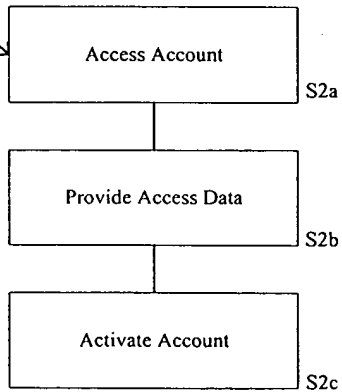 Access Account
S2a
Provide Access Data
S2b
Activate Account
S2c